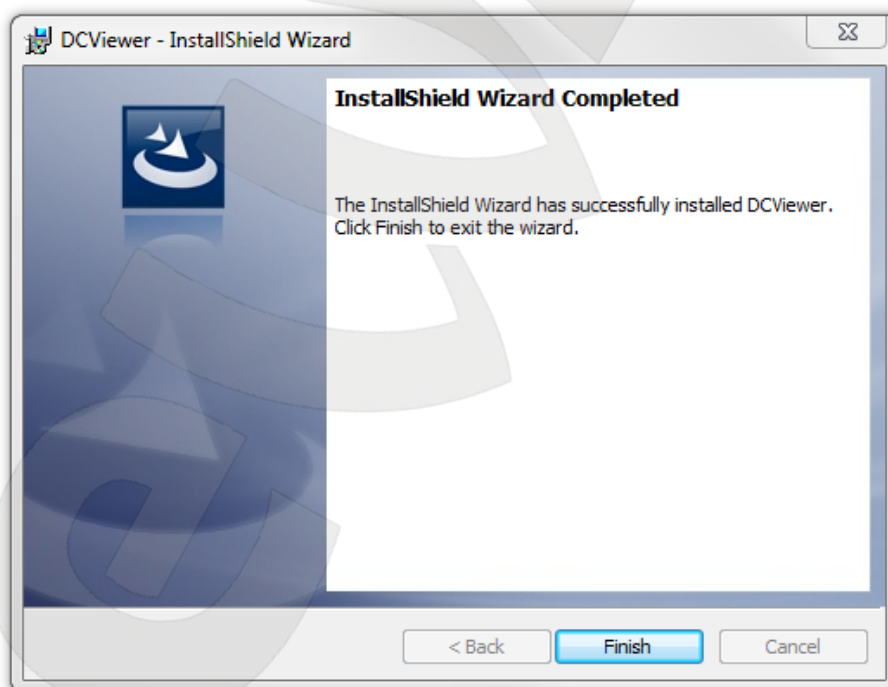 DCViewer - InstallShield Wizard
InstallShield Wizard Completed
The InstallShield Wizard has successfully installed DCViewer.
Click Finish to exit the wizard.
< Back
Finish
Cancel